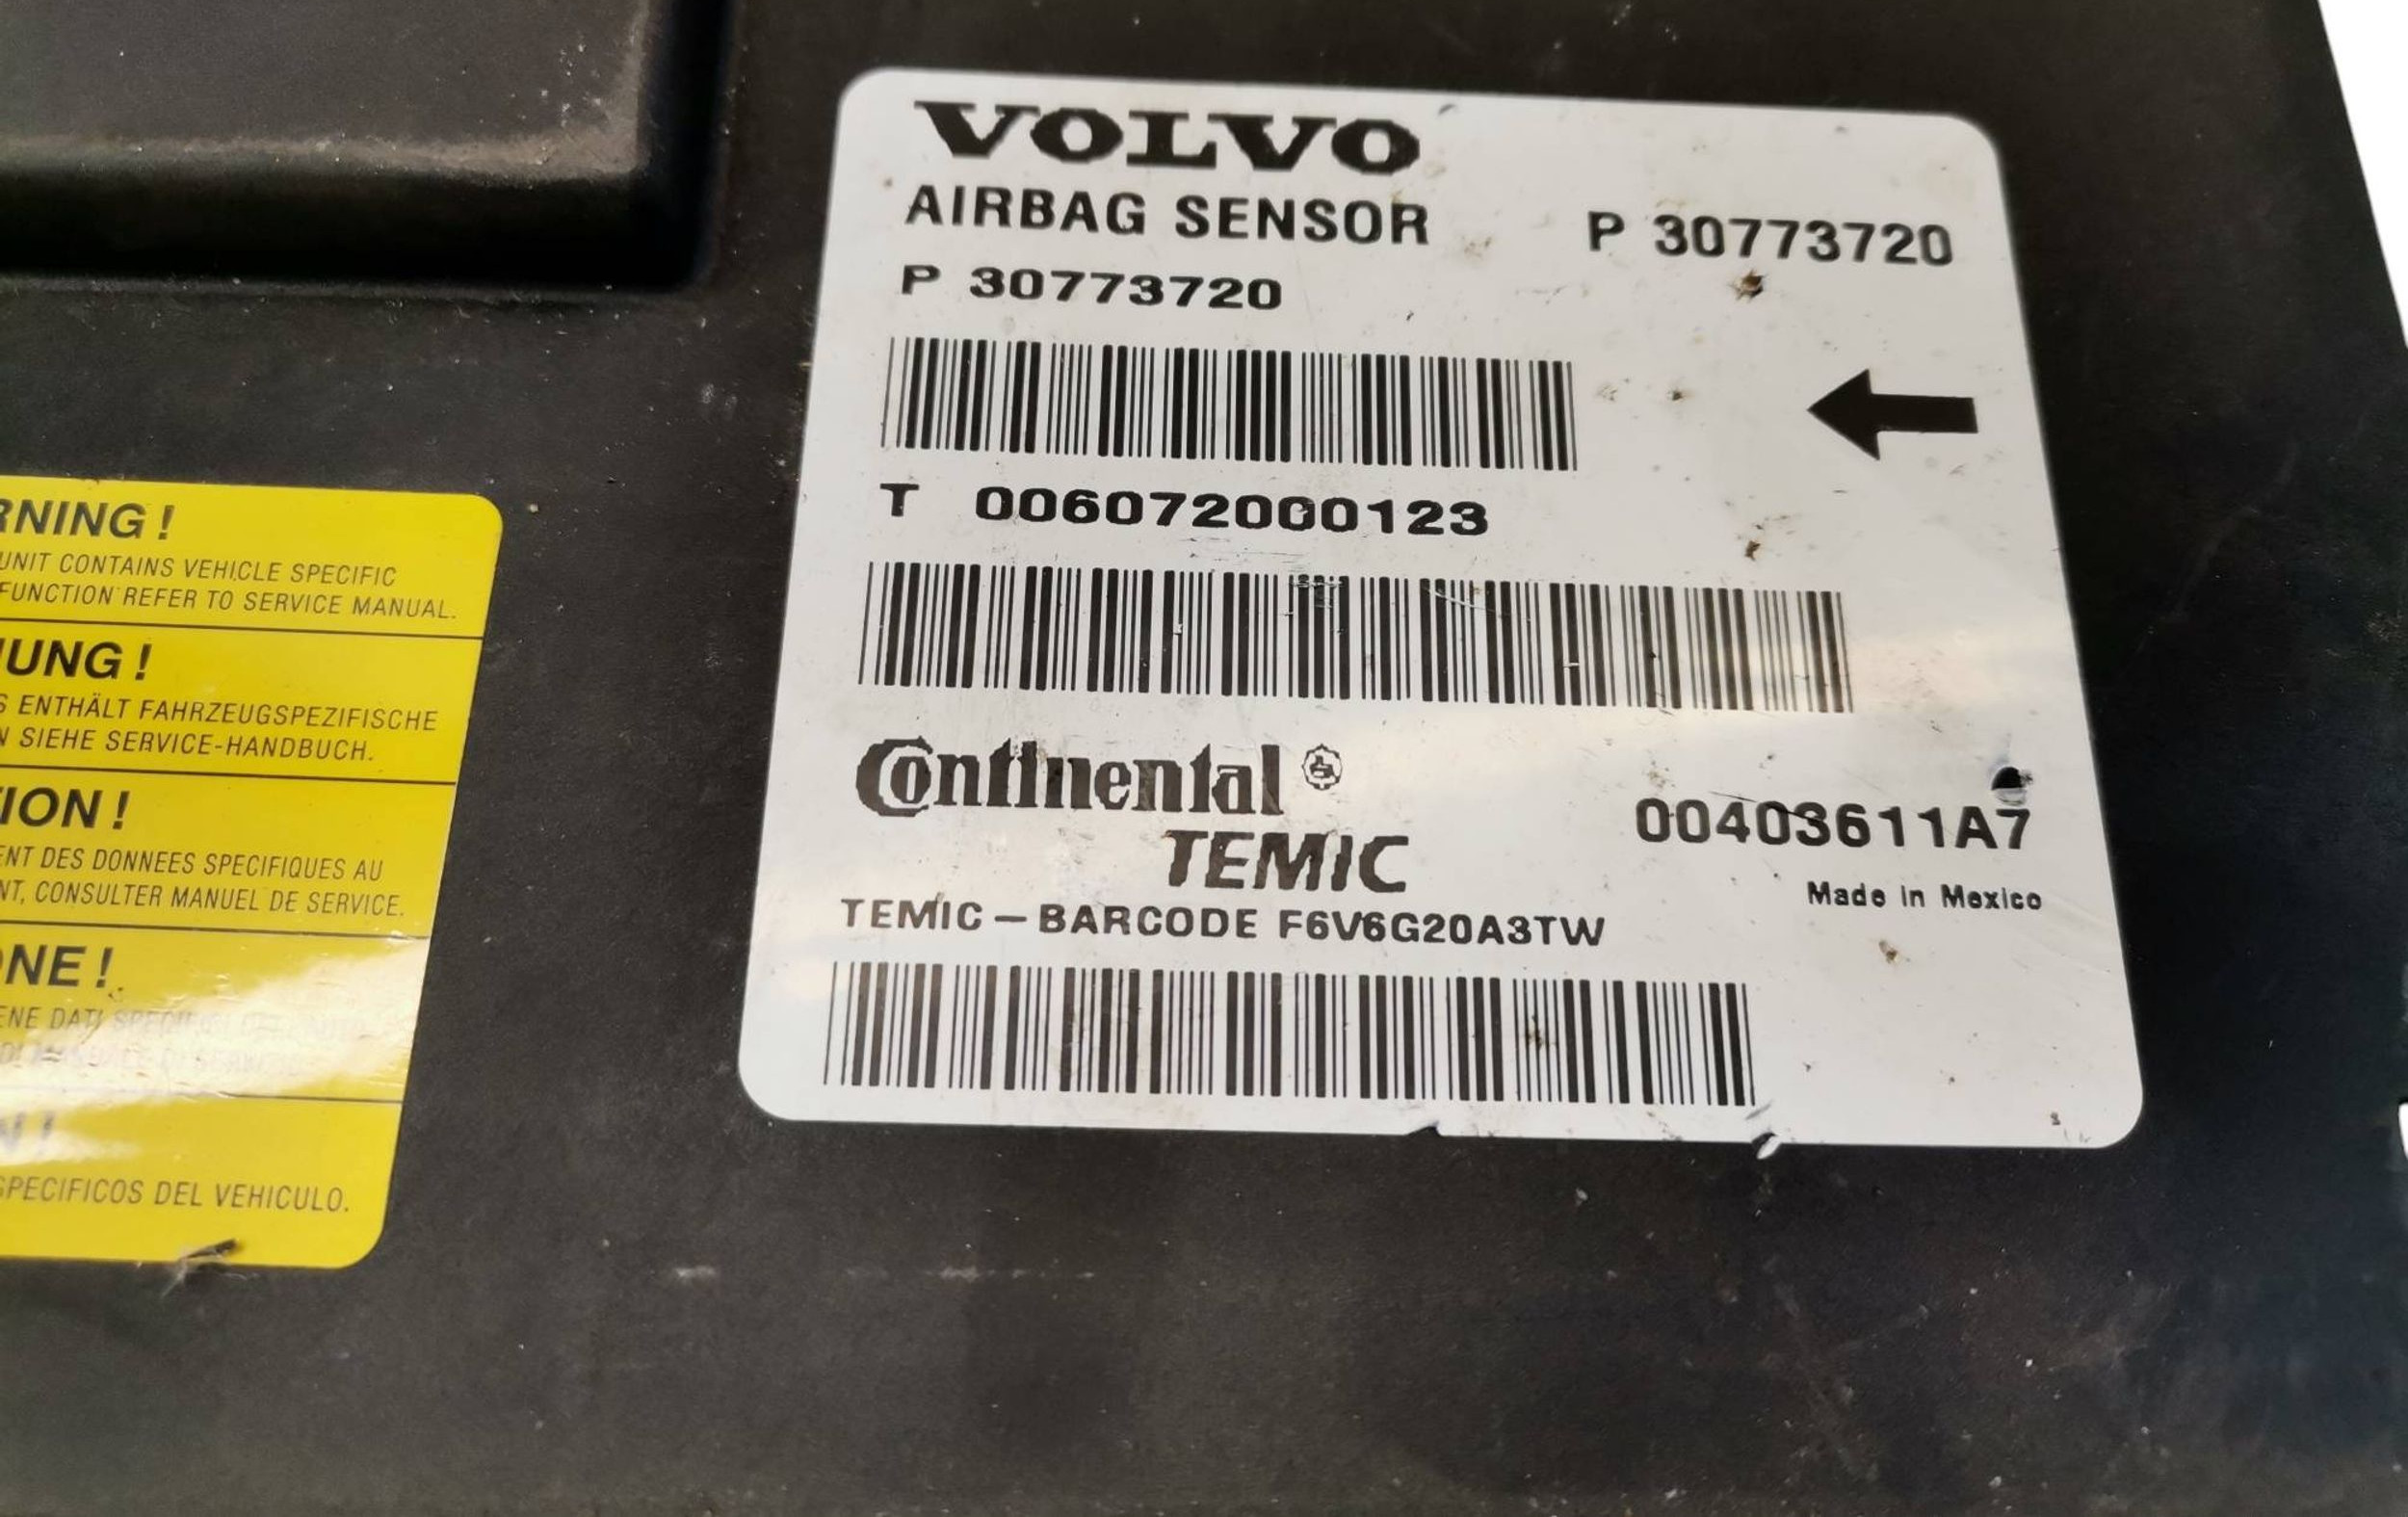 VOLVO
AIRBAG SENSOR P 30773720
P 30773720
T 006072000123
Continental
TEMIC
00403611A7
Made in Mexico
TEMIC-BARCODE F6V6G20A3TW
RNING!
UNIT CONTAINS VEHICLE SPECIFIC
FUNCTION REFER TO SERVICE MANUAL.
UNG!
S ENTHÄLT FAHRZEUGSPEZIFISCHE
N SIEHE SERVICE-HANDBUCH.
ION!
ENT DES DONNEES SPECIFIQUES AU
NT, CONSULTER MANUEL DE SERVICE.
ONE!
ENE DATI
N!
SPECIFICOS DEL VEHICULO.